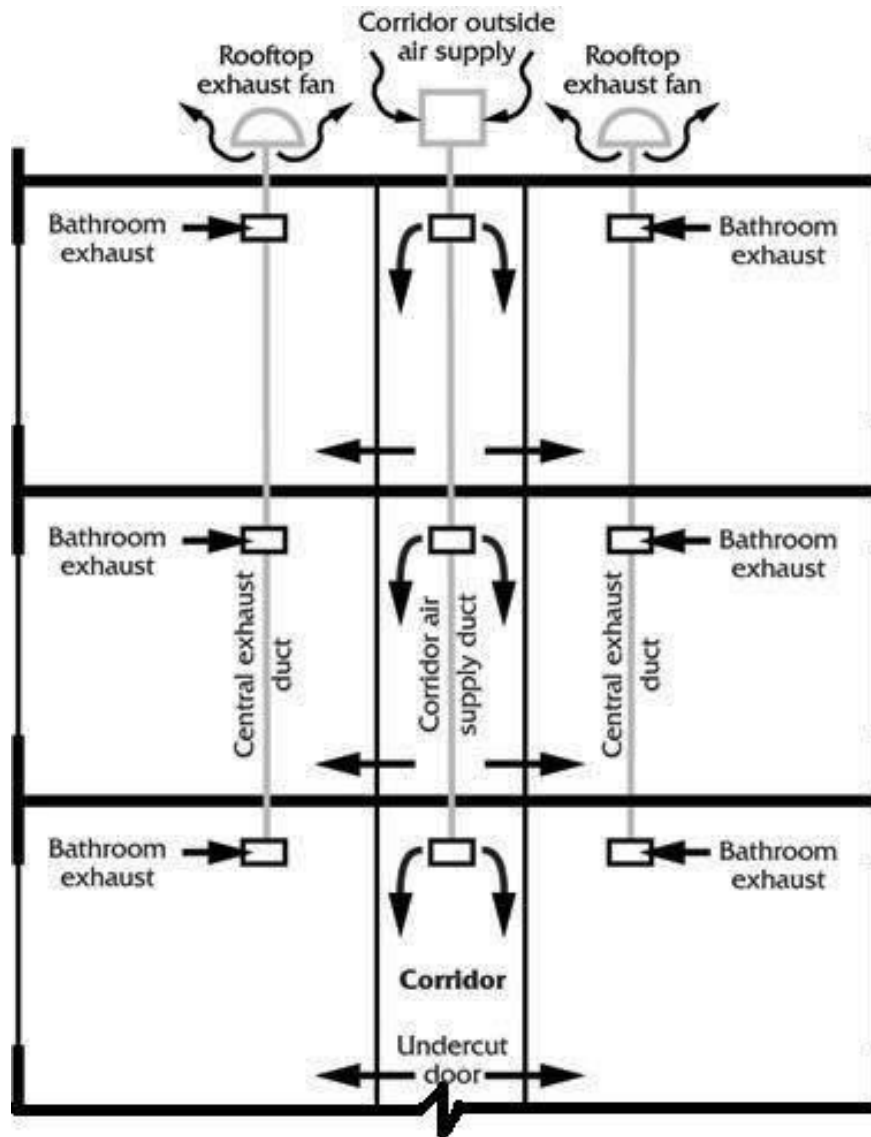 Corridor outside
air supply
Rooftop
exhaust fan
Rooftop
exhaust fan
Bathroom
exhaust
Bathroom
exhaust
Bathroom
exhaust
Bathroom
exhaust
Central exhaust
duct
Corridor air
supply duct
Central exhaust
duct
Bathroom
exhaust
Bathroom
exhaust
Corridor
Undercut
door